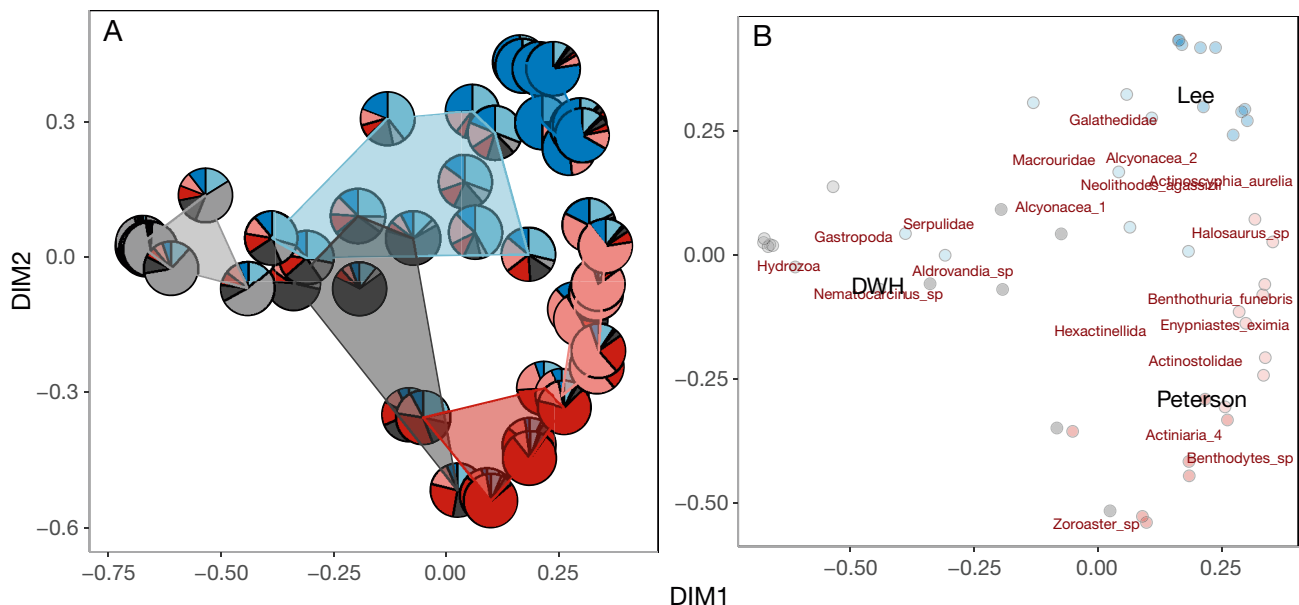 A
B
DIM2
0.3
0.0
−0.3
−0.6
−0.75
−0.50
−0.25
0.00
0.25
0.25
0.00
−0.25
−0.50
−0.50
−0.25
0.00
0.25
DIM1
Lee
Galathedidae
Macrouridae
Alcyonacea_2
Actinoscyphia_aurelia
Neolithodes_agassizii
Alcyonacea_1
Serpulidae
Gastropoda
Halosaurus_sp
Hydrozoa
Aldrovandia_sp
DWH
Nematocarcinus_sp
Benthothuria_funebris
Hexactinellida
Enypniastes_eximia
Actinostolidae
Peterson
Actiniaria_4
Benthodytes_sp
Zoroaster_sp